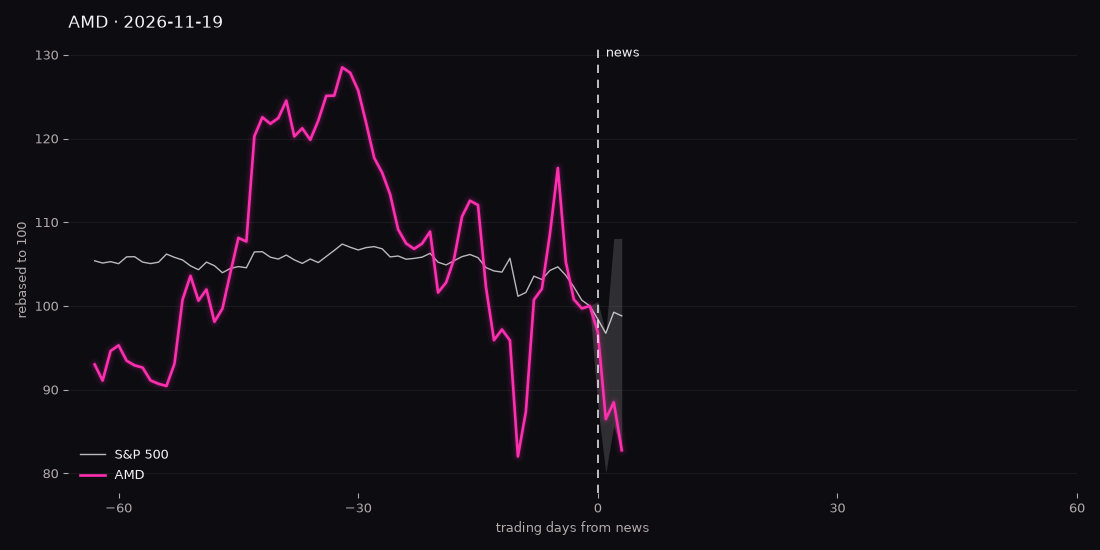 AMD · 2026-11-19
news
130
120
110
100
90
80
rebased to 100
S&P 500
AMD
−60
−30
0
30
60
trading days from news